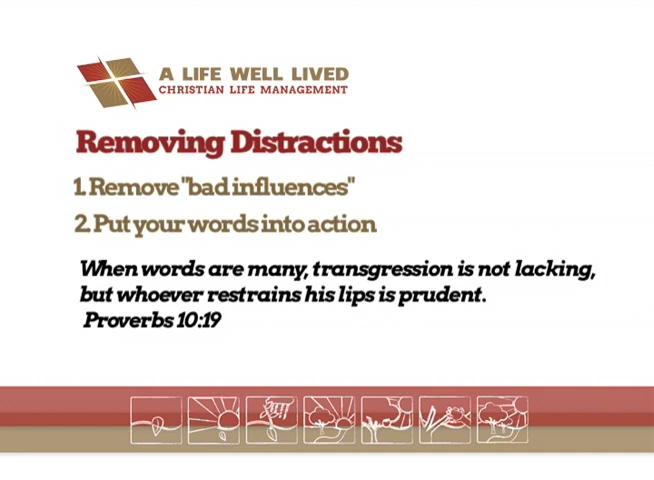 A LIFE WELL LIVED
CHRISTIAN LIFE MANAGEMENT
Removing Distractions
1. Remove "bad influences"
2. Put your words into action
When words are many, transgression is not lacking,
but whoever restrains his lips is prudent.
Proverbs 10:19